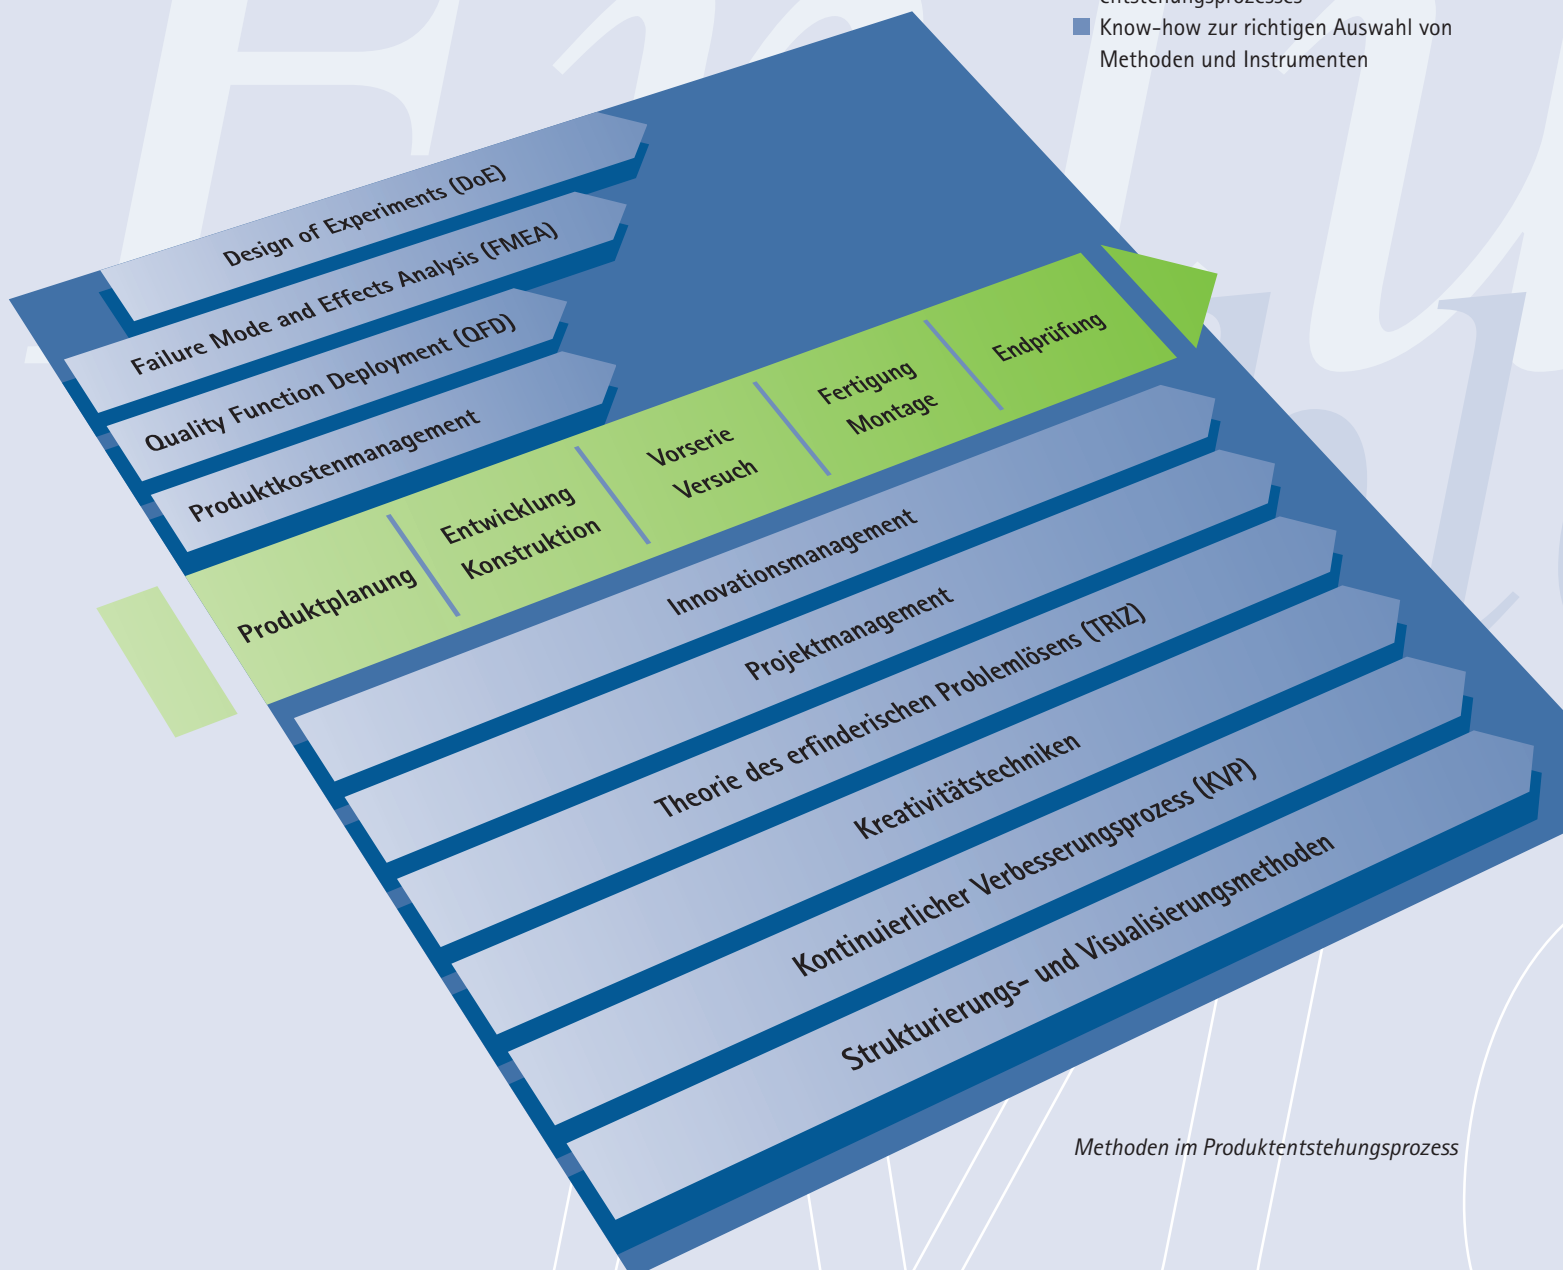 entstehungsprozesses
Know-how zur richtigen Auswahl von
Methoden und Instrumenten
Design of Experiments (DoE)
Failure Mode and Effects Analysis (FMEA)
Quality Function Deployment (QFD)
Produktkostenmanagement
Produktplanung
Entwicklung
Konstruktion
Vorserie
Versuch
Fertigung
Montage
Endprüfung
Innovationsmanagement
Projektmanagement
Theorie des erfinderischen Problemlösens (TRIZ)
Kreativitätstechniken
Kontinuierlicher Verbesserungsprozess (KVP)
Strukturierungs- und Visualisierungsmethoden
Methoden im Produktentstehungsprozess